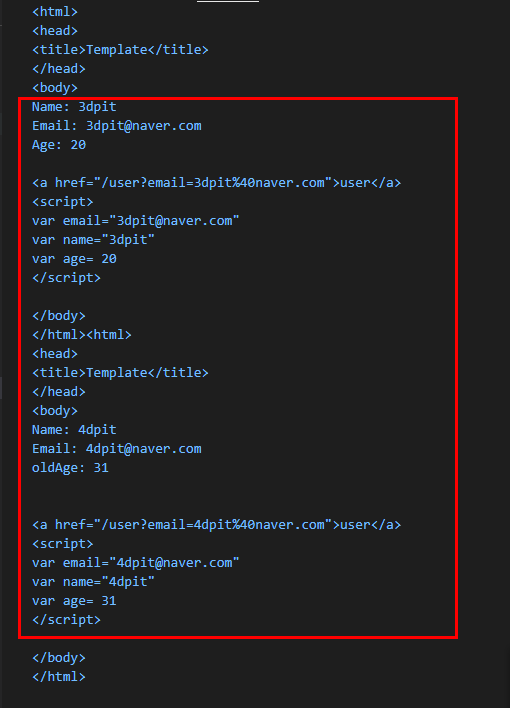 <html>
<head>
<title>Template</title>
</head>
<body>
Name: 3dpit
Email: 3dpit@naver.com
Age: 20
<a href="/user?email=3dpit%40naver.com">user</a>
<script>
var email="3dpit@naver.com"
var name="3dpit"
var age= 20
</script>
</body>
</html><html>
<head>
<title>Template</title>
</head>
<body>
Name: 4dpit
Email: 4dpit@naver.com
oldAge: 31
<a href="/user?email=4dpit%40naver.com">user</a>
<script>
var email="4dpit@naver.com"
var name="4dpit"
var age= 31
</script>
</body>
</html>